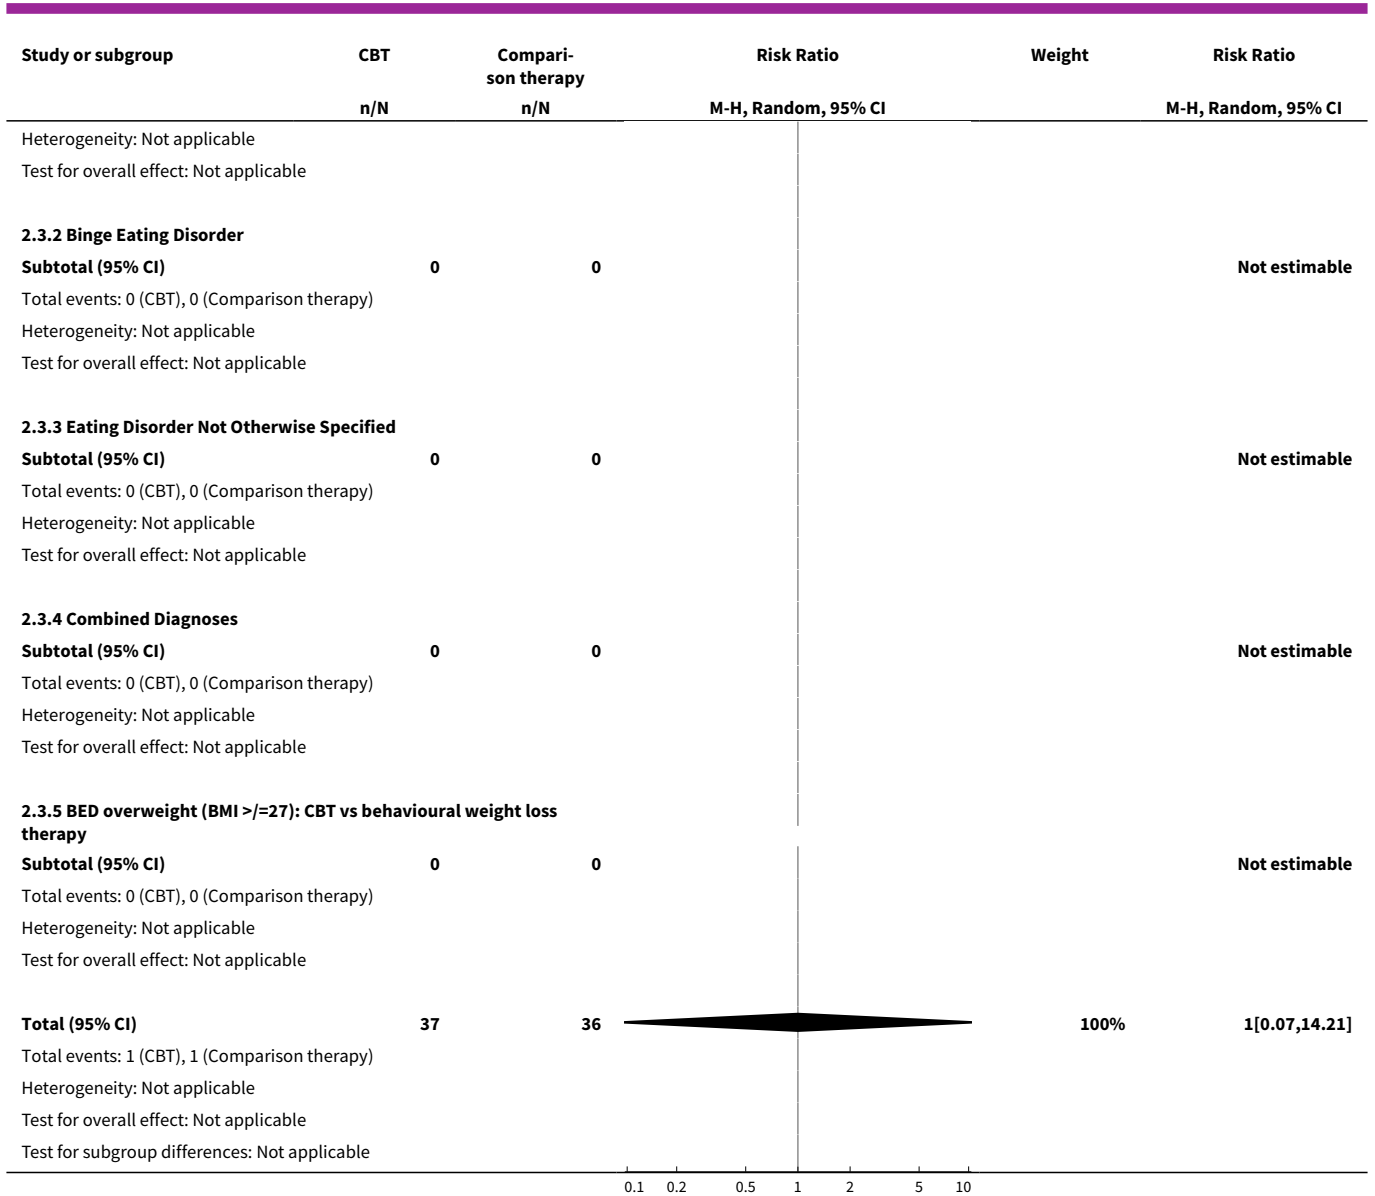 Study or subgroup CBT Compari- Risk Ratio Weight Risk Ratio
son therapy
n/N n/N M-H, Random, 95% CI M-H, Random, 95% CI
Heterogeneity: Not applicable
Test for overall effect: Not applicable
2.3.2 Binge Eating Disorder
Subtotal (95% CI) 0 0 Not estimable
Total events: 0 (CBT), 0 (Comparison therapy)
Heterogeneity: Not applicable
Test for overall effect: Not applicable
2.3.3 Eating Disorder Not Otherwise Specified
Subtotal (95% CI) 0 0 Not estimable
Total events: 0 (CBT), 0 (Comparison therapy)
Heterogeneity: Not applicable
Test for overall effect: Not applicable
2.3.4 Combined Diagnoses
Subtotal (95% CI) 0 0 Not estimable
Total events: 0 (CBT), 0 (Comparison therapy)
Heterogeneity: Not applicable
Test for overall effect: Not applicable
2.3.5 BED overweight (BMI >/=27): CBT vs behavioural weight loss
therapy
Subtotal (95% CI) 0 0 Not estimable
Total events: 0 (CBT), 0 (Comparison therapy)
Heterogeneity: Not applicable
Test for overall effect: Not applicable
Total (95% CI) 37 36 100% 1[0.07,14.21]
Total events: 1 (CBT), 1 (Comparison therapy)
Heterogeneity: Not applicable
Test for overall effect: Not applicable
Test for subgroup differences: Not applicable
0.1 0.2 0.5 1 2 5 10